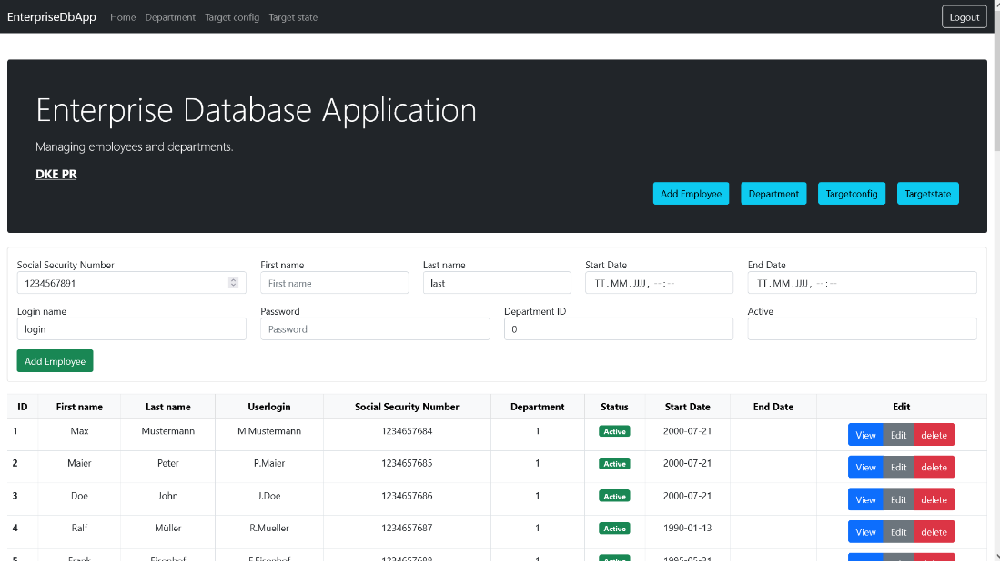 EnterpriseDbApp Home Department Target config Target state Logout
Enterprise Database Application
Managing employees and departments.
DKE PR
Add Employee Department Targetconfig Targetstate
Social Security Number First name Last name Start Date End Date
1234567891 First name last TT.MM.JJJJ, --:-- TT.MM.JJJJ, --:--
Login name Password Department ID Active
login Password 0
Add Employee
ID First name Last name Userlogin Social Security Number Department Status Start Date End Date Edit
1 Max Mustermann M.Mustermann 1234657684 1 Active 2000-07-21 View Edit delete
2 Maier Peter P.Maier 1234657685 1 Active 2000-07-21 View Edit delete
3 Doe John J.Doe 1234657686 1 Active 2000-07-21 View Edit delete
4 Ralf Müller R.Mueller 1234657687 1 Active 1990-01-13 View Edit delete
5 Frank Eisenhof F.Eisenhof 1234657688 1 Active 1995-05-31 View Edit delete